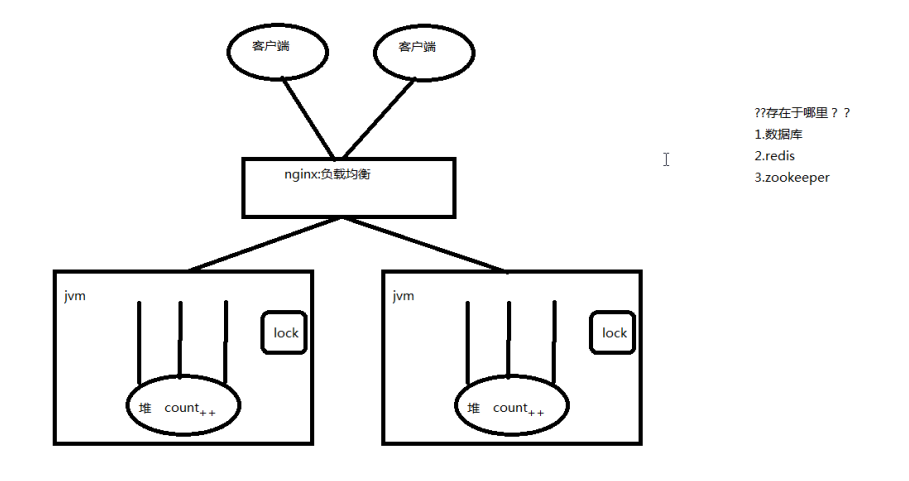 客户端
客户端
??存在于哪里？？
1.数据库
2.redis
3.zookeeper
nginx:负载均衡
jvm
lock
堆 count++
jvm
lock
堆 count++